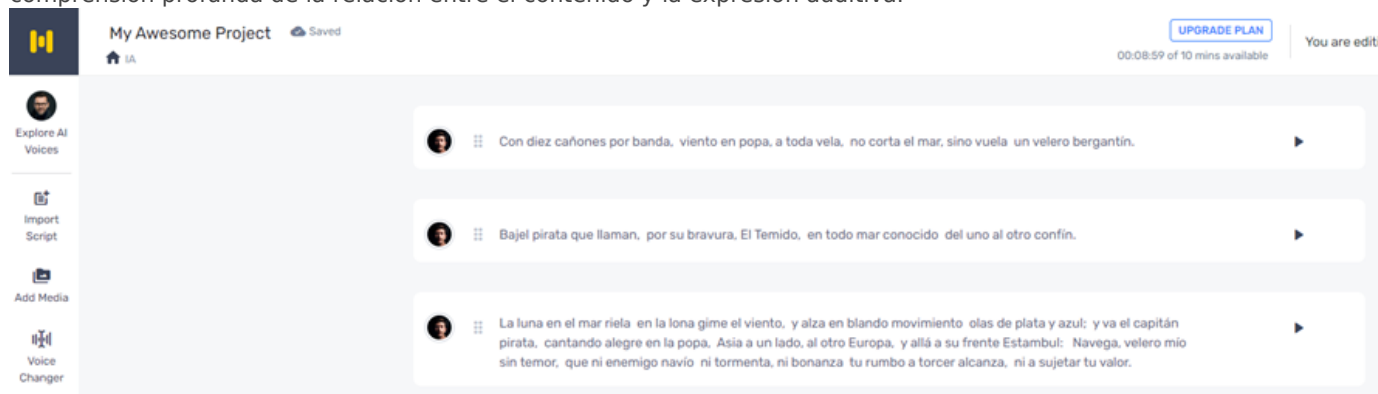 comprensión profunda de la relación entre el contenido y la expresión auditiva.
My Awesome Project Saved
IA
UPGRADE PLAN
00:08:59 of 10 mins available
You are edit
Explore AI
Voices
Import
Script
Add Media
Voice
Changer
Con diez cañones por banda, viento en popa, a toda vela, no corta el mar, sino vuela un velero bergantín.
Bajel pirata que llaman, por su bravura, El Temido, en todo mar conocido del uno al otro confín.
La luna en el mar riela en la lona gime el viento, y alza en blando movimiento olas de plata y azul; y va el capitán
pirata, cantando alegre en la popa, Asia a un lado, al otro Europa, y allá a su frente Estambul: Navega, velero mío
sin temor, que ni enemigo navío ni tormenta, ni bonanza tu rumbo a torcer alcanza, ni a sujetar tu valor.